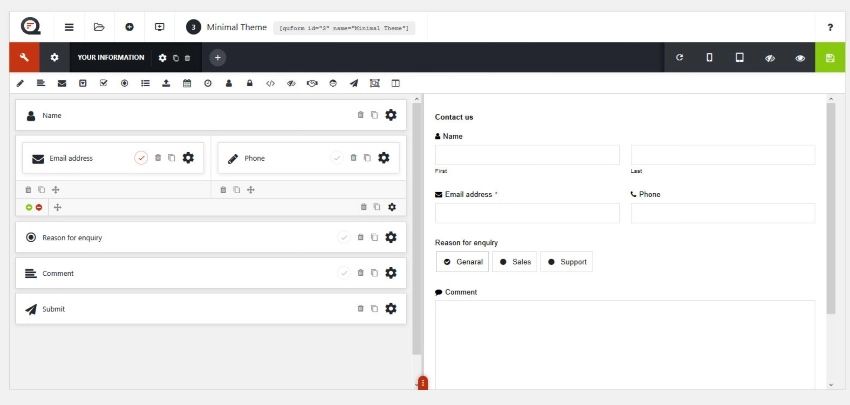 3 Minimal Theme [quform id="2" name="Minimal Theme"] ?
YOUR INFORMATION
Name
Email address
Phone
Reason for enquiry
Comment
Submit
Contact us
Name
First
Last
Email address *
Phone
Reason for enquiry
Genaral
Sales
Support
Comment